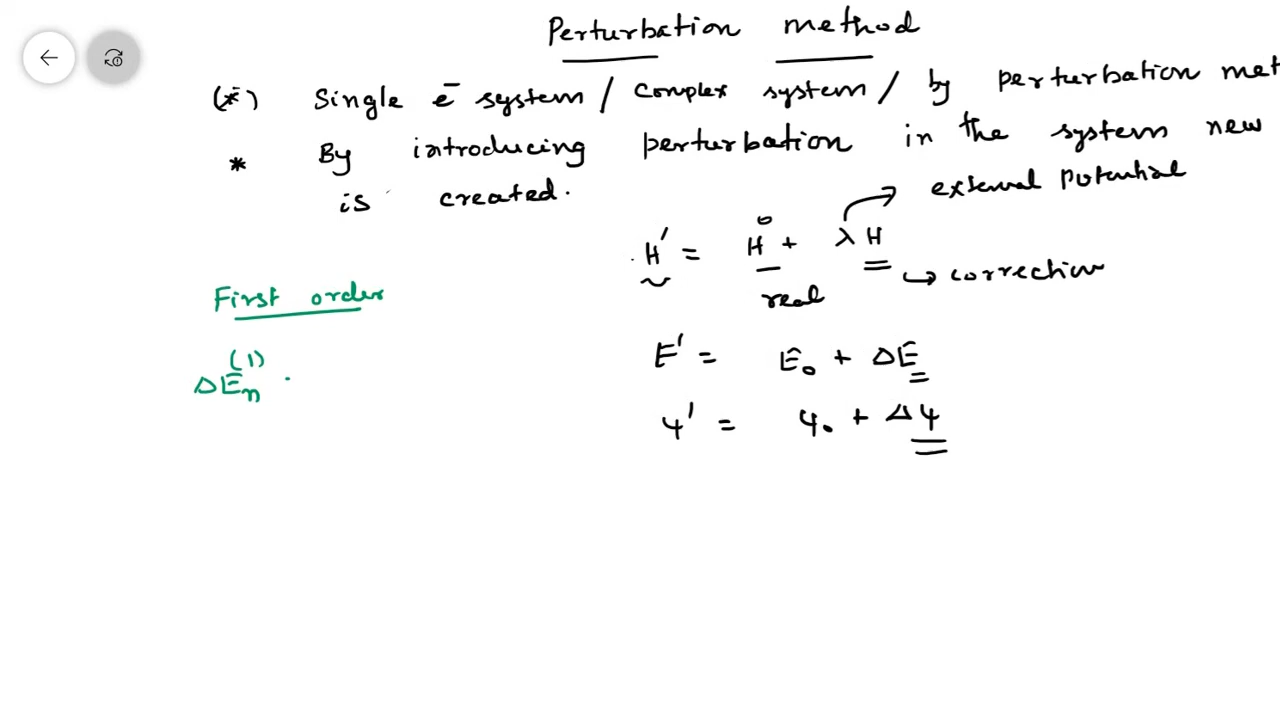 Perturbation method
(*) Single e̅ system / complex system / by perturbation met
* By introducing perturbation in the system new
is created.
external potential
H' = H⁰ + λ H
real
↳ correction
First order
E' = E₀ + ΔE
ΔEₙ⁽¹⁾
ψ' = ψ₀ + Δψ